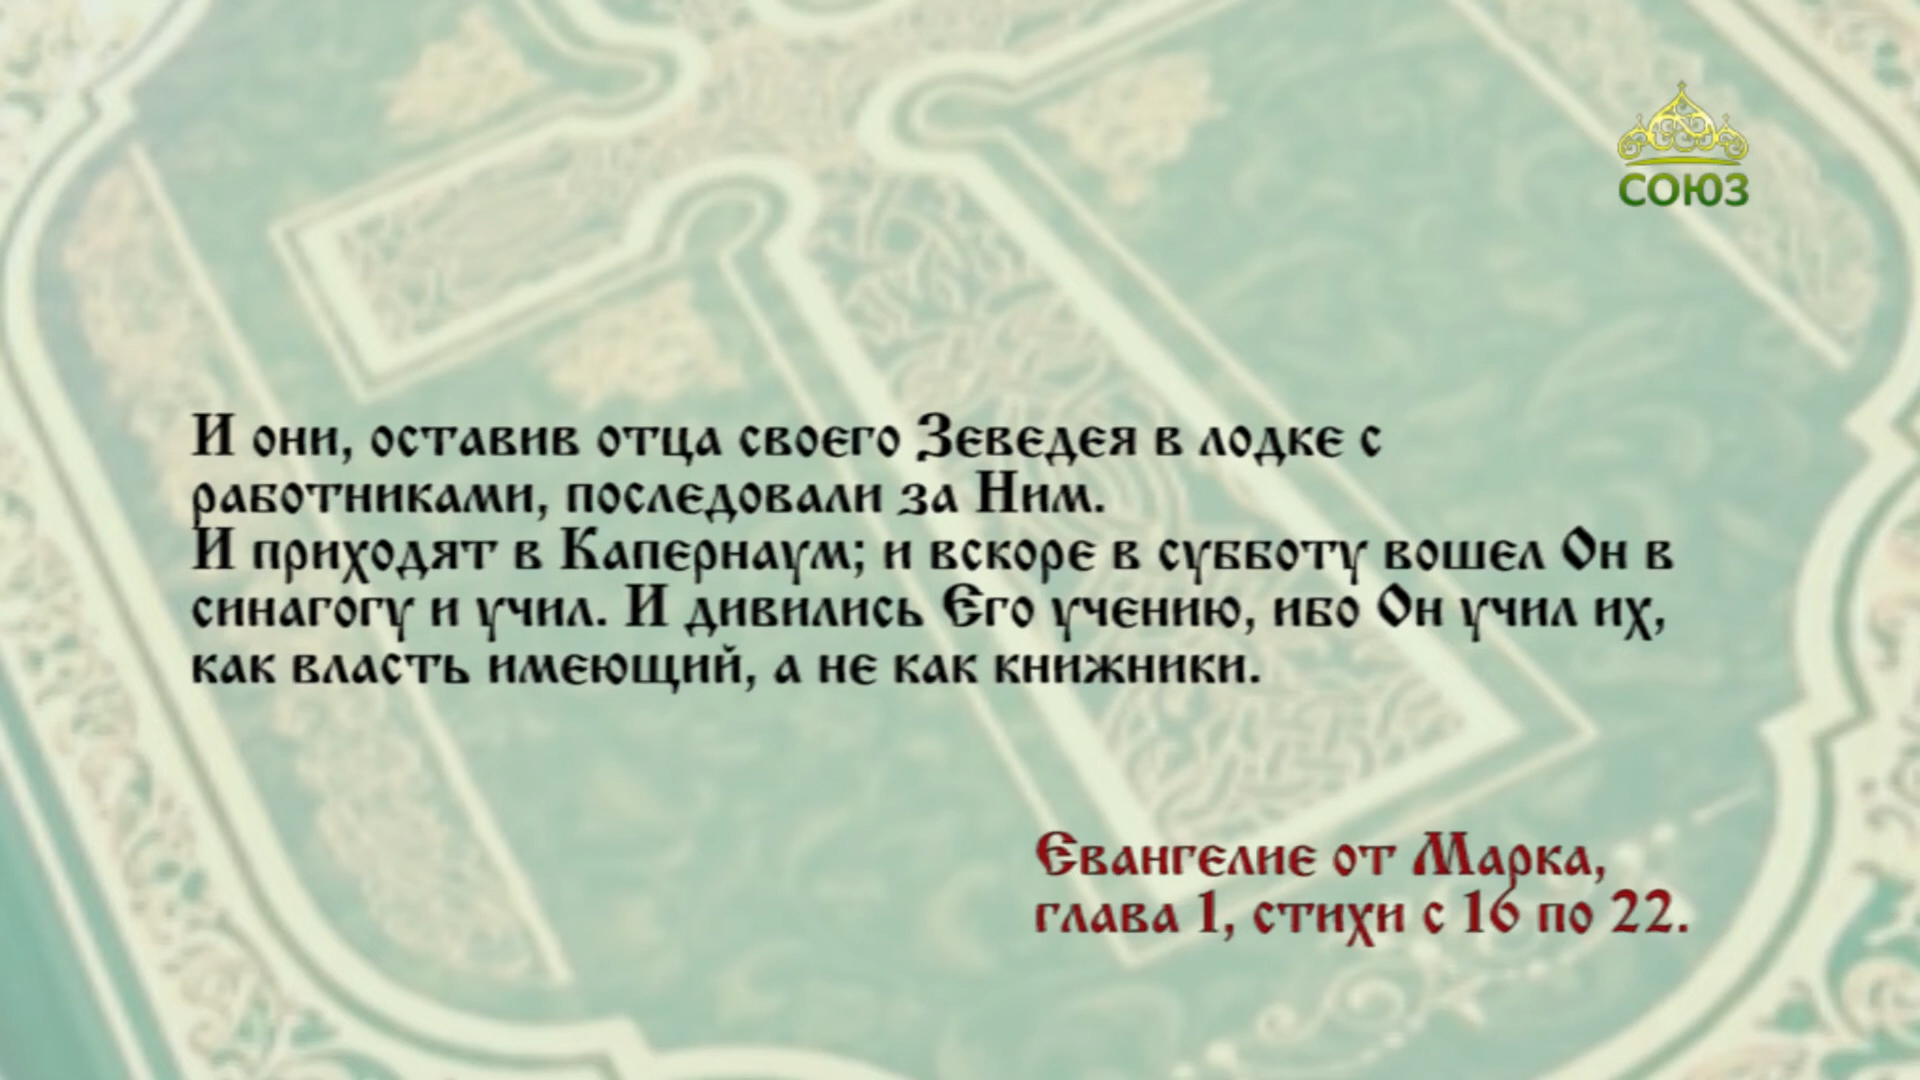 СОЮЗ
И они, оставив отца своего Зеведея в лодке с
работниками, последовали за Ним.
И приходят в Капернаум; и вскоре в субботу вошел Он в
синагогу и учил. И дивились Его учению, ибо Он учил их,
как власть имеющий, а не как книжники.
Евангелие от Марка,
глава 1, стихи с 16 по 22.